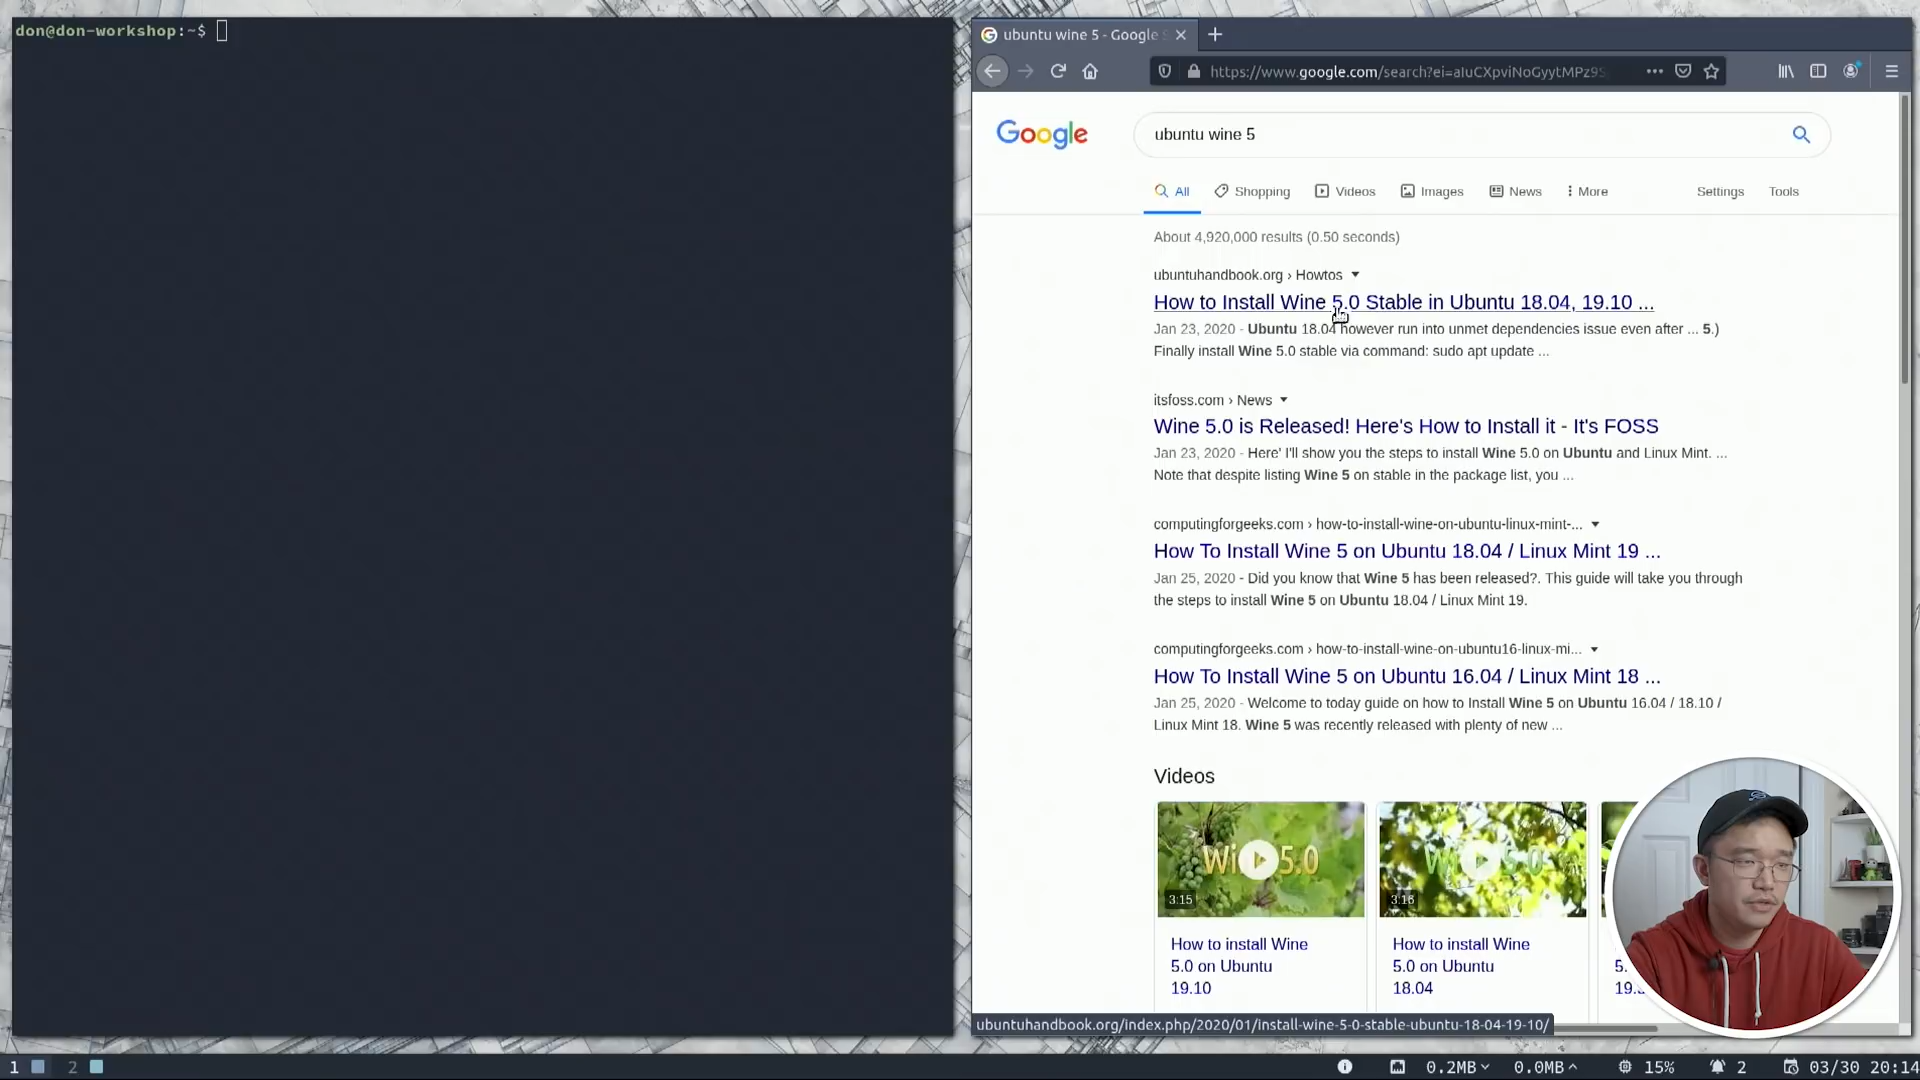 don@don-workshop:~$
ubuntu wine 5 - Google S
https://www.google.com/search?ei=
Google
ubuntu wine 5
All
Shopping
Videos
Images
News
More
Settings
Tools
About 4,920,000 results (0.50 seconds)
ubuntuhandbook.org › Howtos
How to Install Wine 5.0 Stable in Ubuntu 18.04, 19.10 ...
Jan 23, 2020 - Ubuntu 18.04 however run into unmet dependencies issue even after ... 5.)
Finally install Wine 5.0 stable via command: sudo apt update ...
itsfoss.com › News
Wine 5.0 is Released! Here's How to Install it - It's FOSS
Jan 23, 2020 - Here' I'll show you the steps to install Wine 5.0 on Ubuntu and Linux Mint. ...
Note that despite listing Wine 5 on stable in the package list, you ...
computingforgeeks.com › how-to-install-wine-on-ubuntu-linux-mint-...
How To Install Wine 5 on Ubuntu 18.04 / Linux Mint 19 ...
Jan 25, 2020 - Did you know that Wine 5 has been released?. This guide will take you through
the steps to install Wine 5 on Ubuntu 18.04 / Linux Mint 19.
computingforgeeks.com › how-to-install-wine-on-ubuntu16-linux-mi...
How To Install Wine 5 on Ubuntu 16.04 / Linux Mint 18 ...
Jan 25, 2020 - Welcome to today guide on how to Install Wine 5 on Ubuntu 16.04 / 18.10 /
Linux Mint 18. Wine 5 was recently released with plenty of new ...
Videos
5.0
3:15
3:18
How to install Wine
5.0 on Ubuntu
19.10
How to install Wine
5.0 on Ubuntu
18.04
ubuntuhandbook.org/index.php/2020/01/install-wine-5-0-stable-ubuntu-18-04-19-10/
1
2
0.2MB
0.0MB
15%
2
03/30 20:14